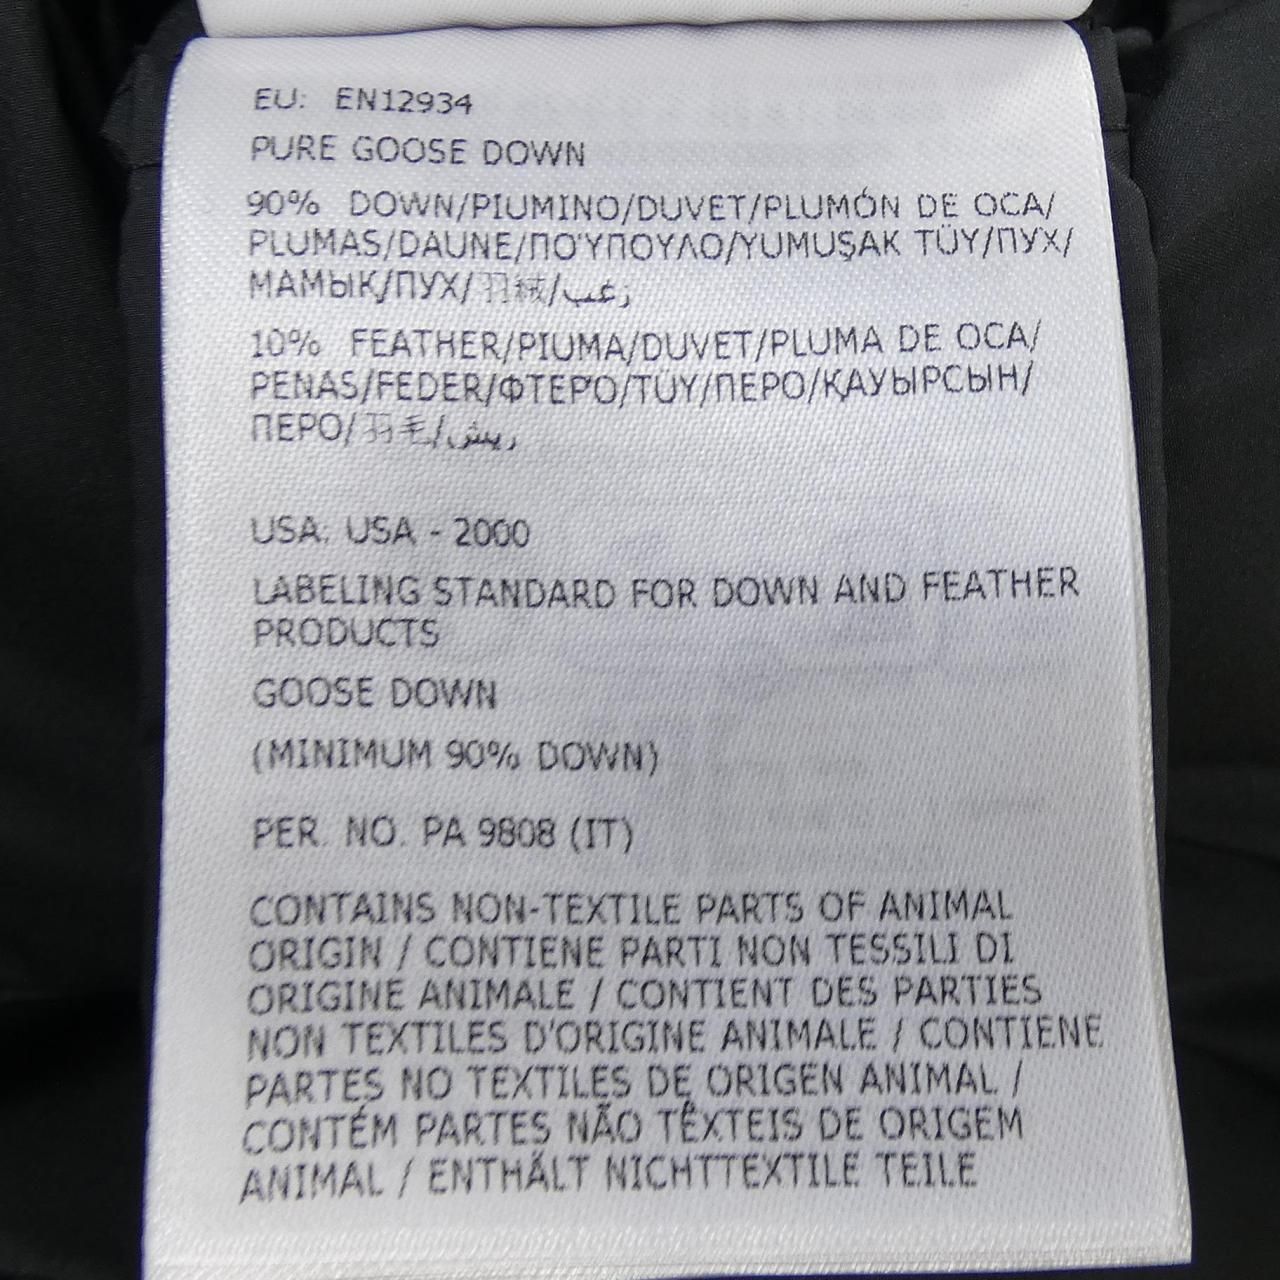 EU: EN12934
PURE GOOSE DOWN
90% DOWN/PIUMINO/DUVET/PLUMÓN DE OCA/
PLUMAS/DAUNE/ΠΟΎΠΟΥΛΟ/YUMUŞAK TÜY/ПУХ/
МАМЫҚ/ПУХ/羽絨/زغب
10% FEATHER/PIUMA/DUVET/PLUMA DE OCA/
PENAS/FEDER/ΦΤΕΡΌ/TÜY/ПЕРО/ҚАУЫРСЫН/
ПЕРО/羽毛/ريش
USA: USA - 2000
LABELING STANDARD FOR DOWN AND FEATHER
PRODUCTS
GOOSE DOWN
(MINIMUM 90% DOWN)
PER. NO. PA 9808 (IT)
CONTAINS NON-TEXTILE PARTS OF ANIMAL
ORIGIN / CONTIENE PARTI NON TESSILI DI
ORIGINE ANIMALE / CONTIENT DES PARTIES
NON TEXTILES D'ORIGINE ANIMALE / CONTIENE
PARTES NO TEXTILES DE ORIGEN ANIMAL /
CONTÉM PARTES NÃO TÊXTEIS DE ORIGEM
ANIMAL / ENTHÄLT NICHTTEXTILE TEILE